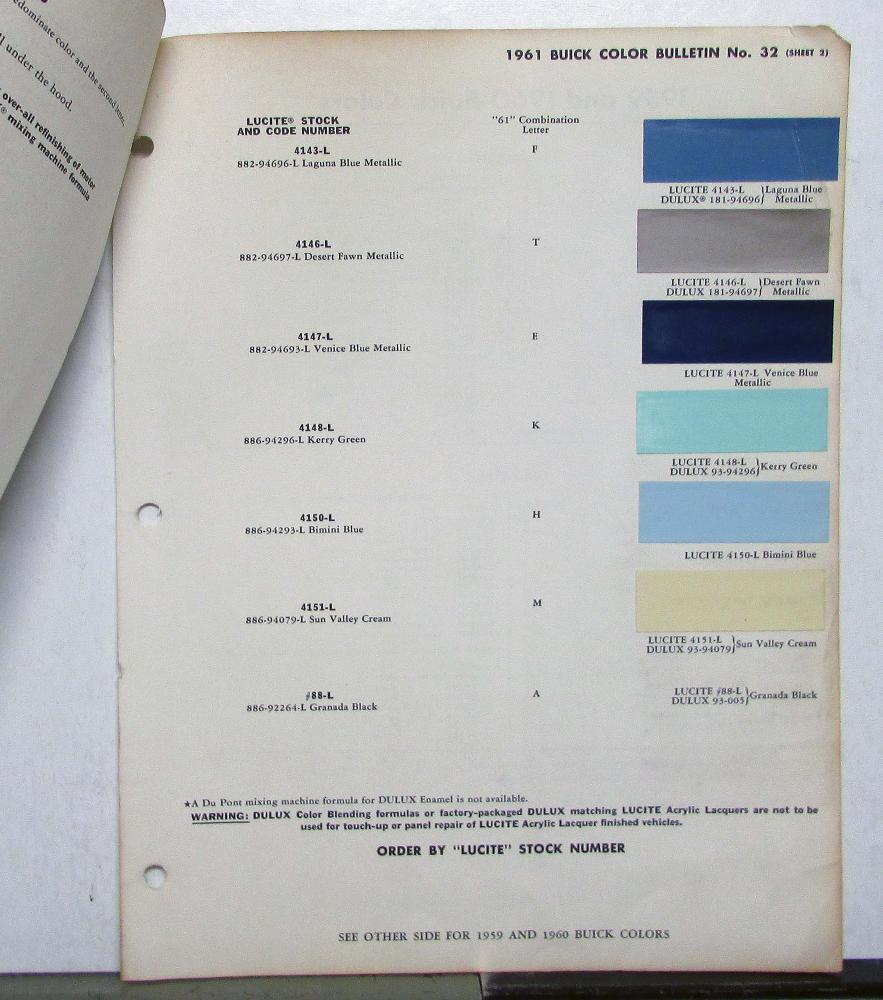 dominate color and the second letter,
under the hood.
over-all refinishing of motor
mixing machine formula
1961 BUICK COLOR BULLETIN No. 32 (SHEET 2)
LUCITE® STOCK
AND CODE NUMBER
"61" Combination
Letter
4143-L
882-94696-L Laguna Blue Metallic
F
LUCITE 4143-L
DULUX® 181-94696
Laguna Blue
Metallic
4146-L
882-94697-L Desert Fawn Metallic
T
LUCITE 4146-L
DULUX 181-94697
Desert Fawn
Metallic
4147-L
882-94693-L Venice Blue Metallic
E
LUCITE 4147-L Venice Blue
Metallic
4148-L
886-94296-L Kerry Green
K
LUCITE 4148-L
DULUX 93-94296
Kerry Green
4150-L
886-94293-L Bimini Blue
H
LUCITE 4150-L Bimini Blue
4151-L
886-94079-L Sun Valley Cream
M
LUCITE 4151-L
DULUX 93-94079
Sun Valley Cream
#88-L
886-92264-L Granada Black
A
LUCITE #88-L
DULUX 93-005
Granada Black
★A Du Pont mixing machine formula for DULUX Enamel is not available.
WARNING: DULUX Color Blending formulas or factory-packaged DULUX matching LUCITE Acrylic Lacquers are not to be
used for touch-up or panel repair of LUCITE Acrylic Lacquer finished vehicles.
ORDER BY "LUCITE" STOCK NUMBER
SEE OTHER SIDE FOR 1959 AND 1960 BUICK COLORS